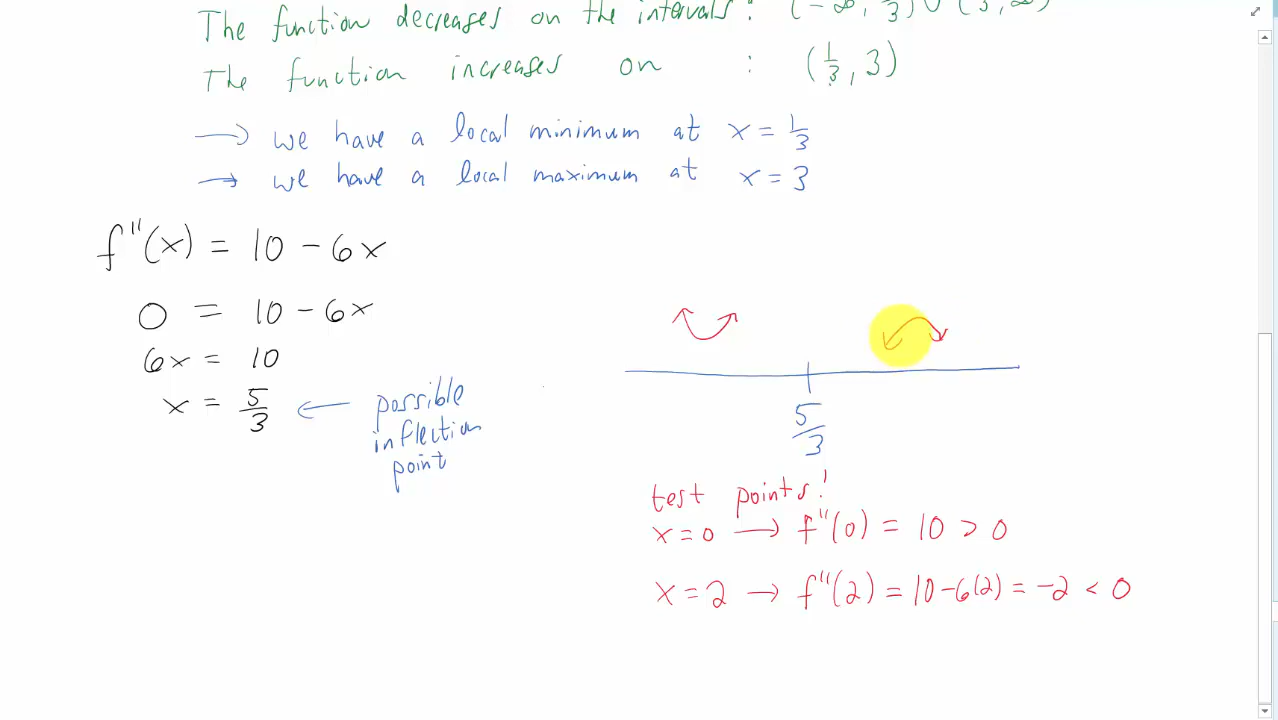 The function decreases on the intervals: (-∞, 1/3) ∪ (3, ∞)
The function increases on : (1/3, 3)
→ we have a local minimum at x = 1/3
→ we have a local maximum at x = 3
f''(x) = 10 - 6x
0 = 10 - 6x
6x = 10
x = 5/3 ← possible
inflection
point
5/3
test points!
x = 0 → f''(0) = 10 > 0
x = 2 → f''(2) = 10 - 6(2) = -2 < 0